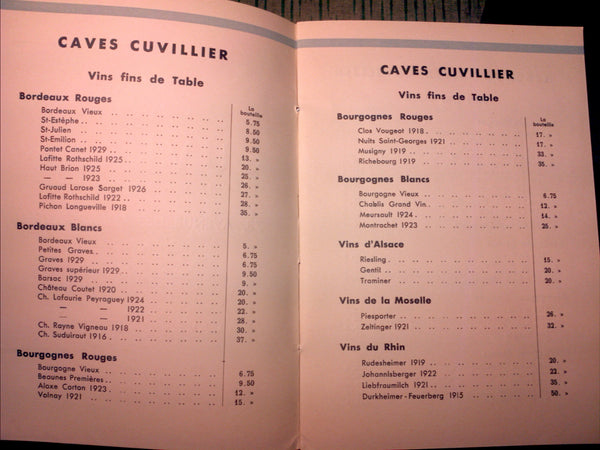 CAVES CUVILLIER
Vins fins de Table
La bouteille
Bordeaux Rouges
Bordeaux Vieux .. .. .. .. .. .. 5.75
St-Estèphe .. .. .. .. .. .. .. 8.50
St-Julien .. .. .. .. .. .. .. 9.50
St-Emilion .. .. .. .. .. .. .. 9.50
Pontet Canet 1929 .. .. .. .. .. 13. »
Lafitte Rothschild 1925 .. .. .. .. 20. »
Haut Brion 1925 .. .. .. .. .. 25. »
— — 1923 .. .. .. .. .. 26. »
Gruaud Larose Sarget 1926 .. .. .. .. 27. »
Lafitte Rothschild 1922 .. .. .. .. 28. »
Pichon Longueville 1918 .. .. .. .. 35. »
Bordeaux Blancs
Bordeaux Vieux .. .. .. .. .. .. 5. »
Petites Graves .. .. .. .. .. .. 6.75
Graves 1929 .. .. .. .. .. .. 6.75
Graves supérieur 1929 .. .. .. .. .. 9.50
Barsac 1929 .. .. .. .. .. .. 9. »
Château Coutet 1920 .. .. .. .. .. 20. »
Ch. Lafaurie Peyraguey 1924 .. .. .. .. 20. »
— — 1922 .. .. .. .. 22. »
— — 1921 .. .. .. .. 28. »
Ch. Rayne Vigneau 1918 .. .. .. .. 30. »
Ch. Suduiraut 1916 .. .. .. .. .. 37. »
Bourgognes Rouges
Bourgogne Vieux .. .. .. .. .. .. 6.75
Beaunes Premières .. .. .. .. .. .. 9.50
Aloxe Corton 1923 .. .. .. .. .. 12. »
Volnay 1921 .. .. .. .. .. .. 15. »
CAVES CUVILLIER
Vins fins de Table
La bouteille
Bourgognes Rouges
Clos Vougeot 1918 .. .. .. .. .. 17. »
Nuits Saint-Georges 1921 .. .. .. .. 17. »
Musigny 1919 .. .. .. .. .. .. 33. »
Richebourg 1919 .. .. .. .. .. .. 35. »
Bourgognes Blancs
Bourgogne Vieux .. .. .. .. .. .. 6.75
Chablis Grand Vin .. .. .. .. .. .. 12. »
Meursault 1924 .. .. .. .. .. .. 14. »
Montrachet 1923 .. .. .. .. .. .. 25. »
Vins d'Alsace
Riesling .. .. .. .. .. .. .. 15. »
Gentil .. .. .. .. .. .. .. 20. »
Traminer .. .. .. .. .. .. .. 20. »
Vins de la Moselle
Piesporter .. .. .. .. .. .. .. 26. »
Zeltinger 1921 .. .. .. .. .. .. 32. »
Vins du Rhin
Rudesheimer 1919 .. .. .. .. .. .. 20. »
Johannisberger 1922 .. .. .. .. .. 22. »
Liebfraumilch 1921 .. .. .. .. .. .. 35. »
Durkheimer - Feuerberg 1915 .. .. .. .. 50. »